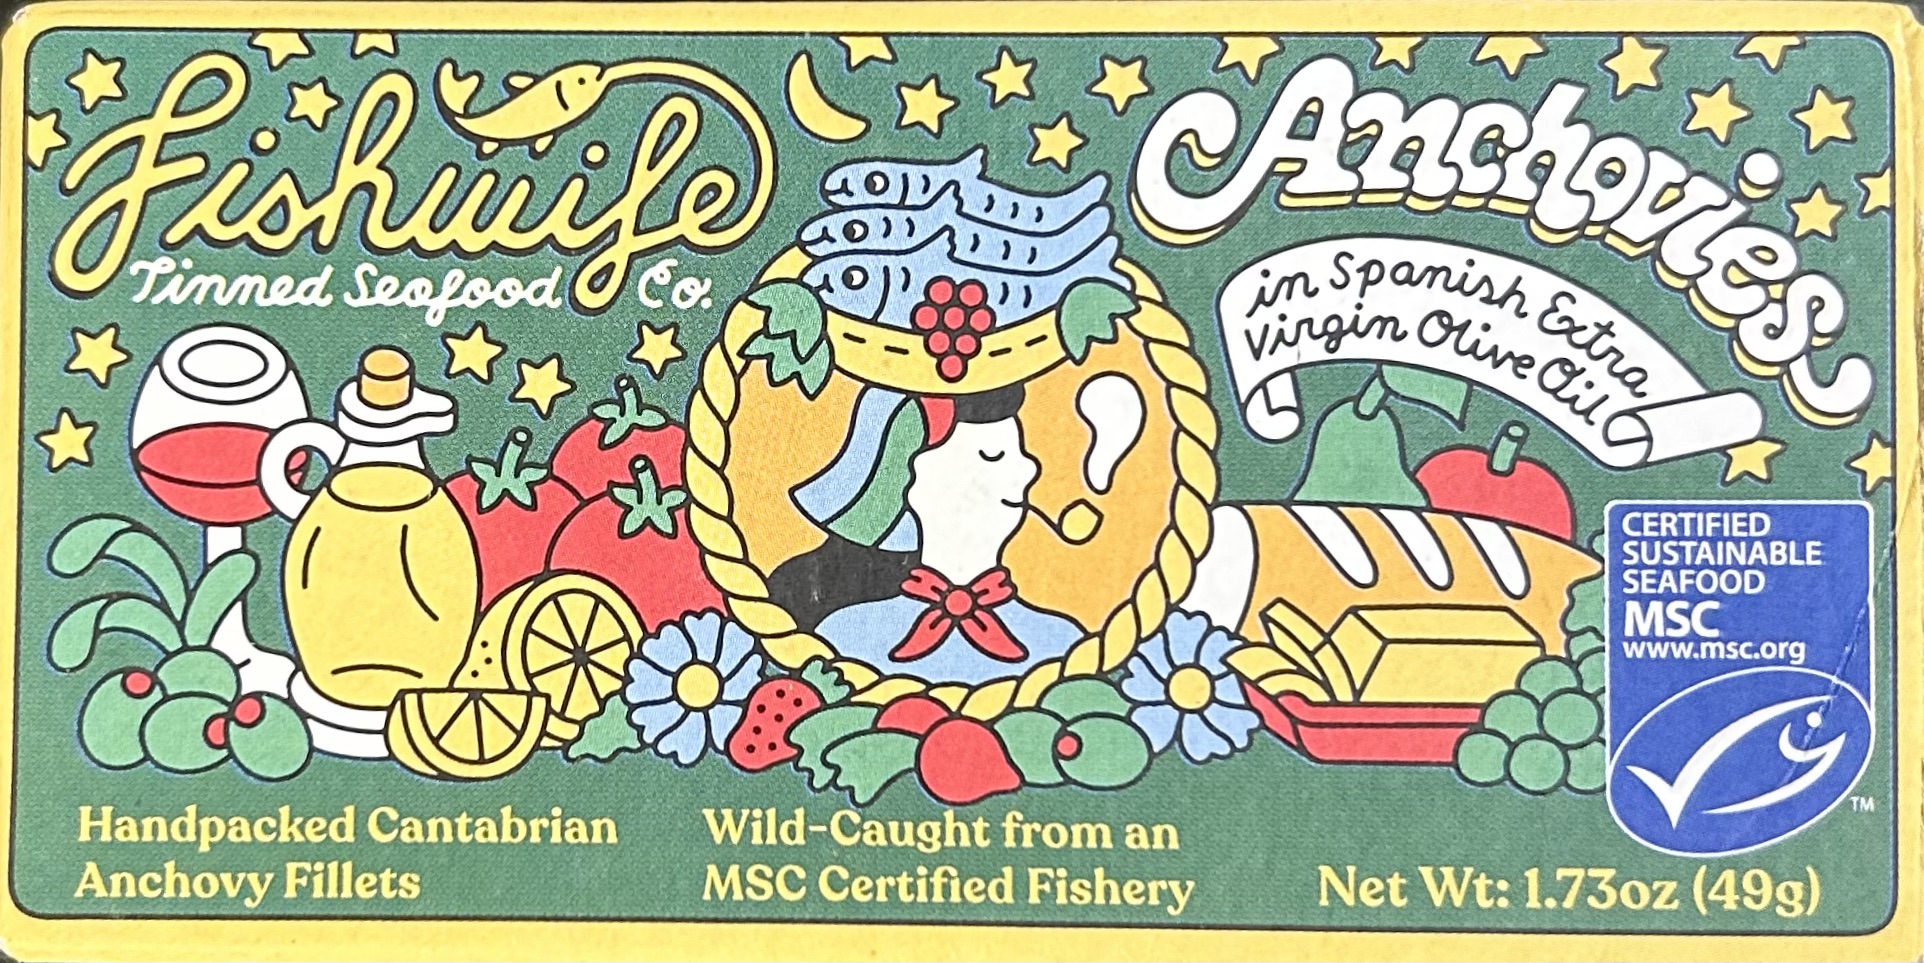 Fishwife
Tinned Seafood Co.
Anchovies
in Spanish Extra
Virgin Olive Oil
CERTIFIED
SUSTAINABLE
SEAFOOD
MSC
www.msc.org
TM
Handpacked Cantabrian
Anchovy Fillets
Wild-Caught from an
MSC Certified Fishery
Net Wt: 1.73oz (49g)